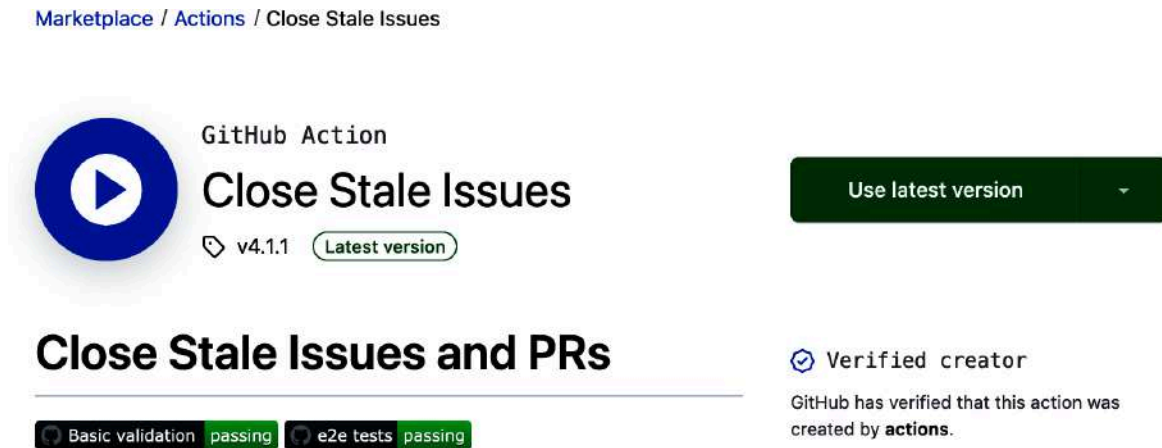 Marketplace / Actions / Close Stale Issues
GitHub Action
Close Stale Issues
v4.1.1 Latest version
Use latest version
Close Stale Issues and PRs
Verified creator
GitHub has verified that this action was
created by actions.
Basic validation passing e2e tests passing